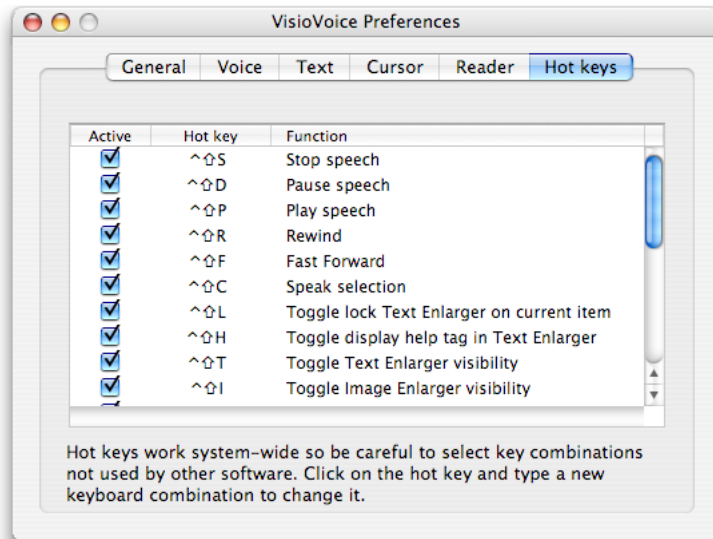 VisioVoice Preferences
General Voice Text Cursor Reader Hot keys
Active Hot key Function
^⇧S Stop speech
^⇧D Pause speech
^⇧P Play speech
^⇧R Rewind
^⇧F Fast Forward
^⇧C Speak selection
^⇧L Toggle lock Text Enlarger on current item
^⇧H Toggle display help tag in Text Enlarger
^⇧T Toggle Text Enlarger visibility
^⇧I Toggle Image Enlarger visibility
Hot keys work system-wide so be careful to select key combinations
not used by other software. Click on the hot key and type a new
keyboard combination to change it.